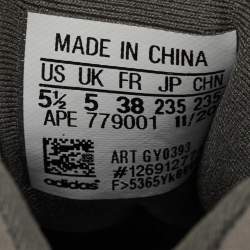 MADE IN CHINA
US UK FR JP CHN
5½ 5 38 235 235
APE 779001 11/20
ART GY0393
adidas